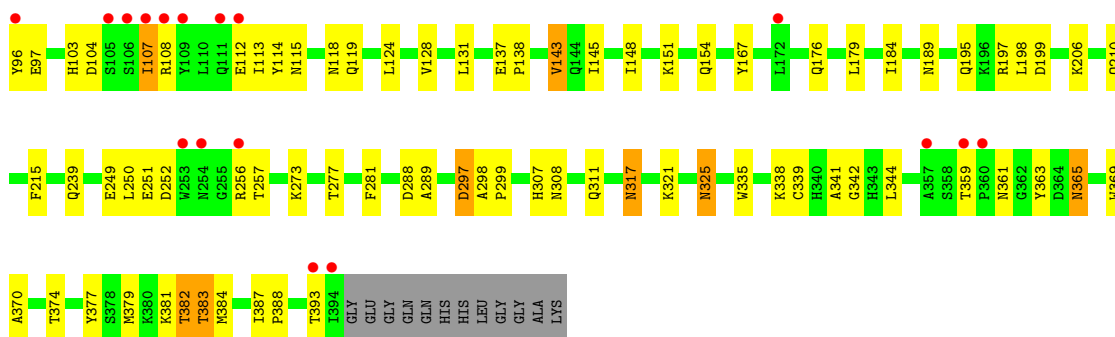 Y96 E97 H103 D104 S105 S106 I107 R108 Y109 L110 Q111 E112 I113 Y114 N115 N118 Q119 L124 V128 L131 E137 P138 V143 Q144 I145 I148 K151 Q154 Y167 L172 Q176 L179 I184 N189 Q195 K196 R197 L198 D199 K206
F215 Q239 E249 L250 E251 D252 W253 N254 G255 R256 T257 K273 T277 F281 D288 A289 D297 A298 P299 H307 N308 Q311 N317 K321 N325 W335 K338 C339 H340 A341 G342 H343 L344 A357 S358 T359 P360 N361 G362 Y363 D364 N365
A370 T374 Y377 S378 M379 K380 K381 T382 T383 M384 I387 P388 T393 I394 GLY GLU GLY GLN GLN HIS HIS LEU GLY GLY ALA LYS